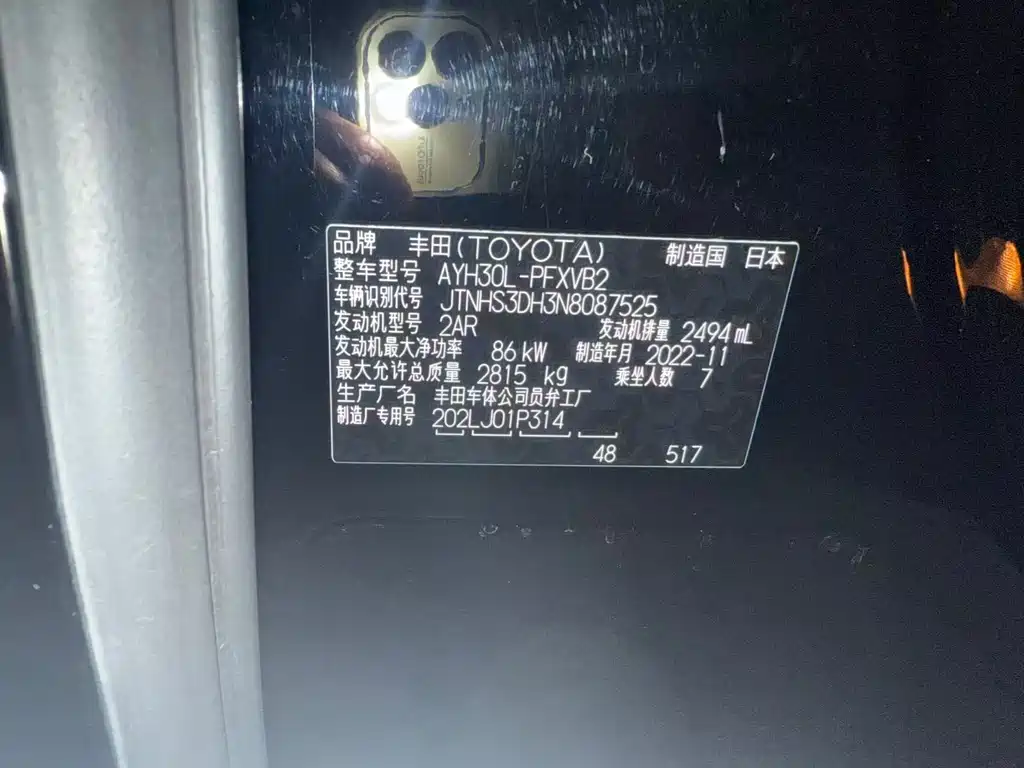 品牌 丰田(TOYOTA) 制造国 日本
整车型号 AYH30L-PFXVB2
车辆识别代号 JTNHS3DH3N8087525
发动机型号 2AR 发动机排量 2494 mL
发动机最大净功率 86 kW 制造年月 2022-11
最大允许总质量 2815 kg 乘坐人数 7
生产厂名 丰田车体公司员弁工厂
制造厂专用号 202LJ01P314
48 517